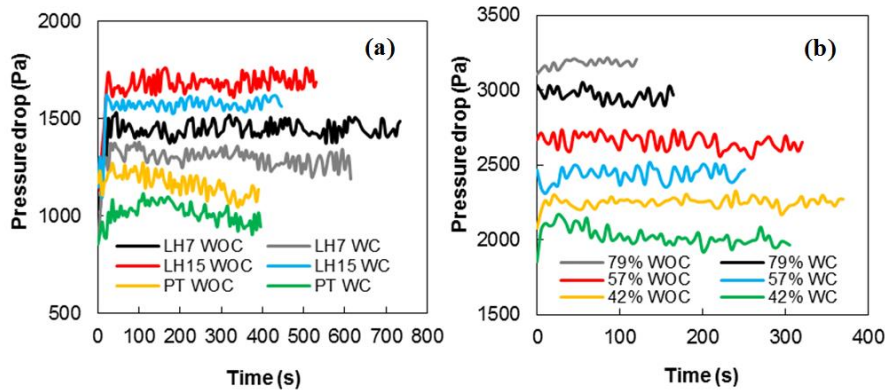 2000
1500
1000
500
Pressure drop (Pa)
(a)
LH7 WOC
LH7 WC
LH15 WOC
LH15 WC
PT WOC
PT WC
0 100 200 300 400 500 600 700 800
Time (s)
3500
3000
2500
2000
1500
Pressure drop (Pa)
(b)
79% WOC
79% WC
57% WOC
57% WC
42% WOC
42% WC
0 100 200 300 400
Time (s)